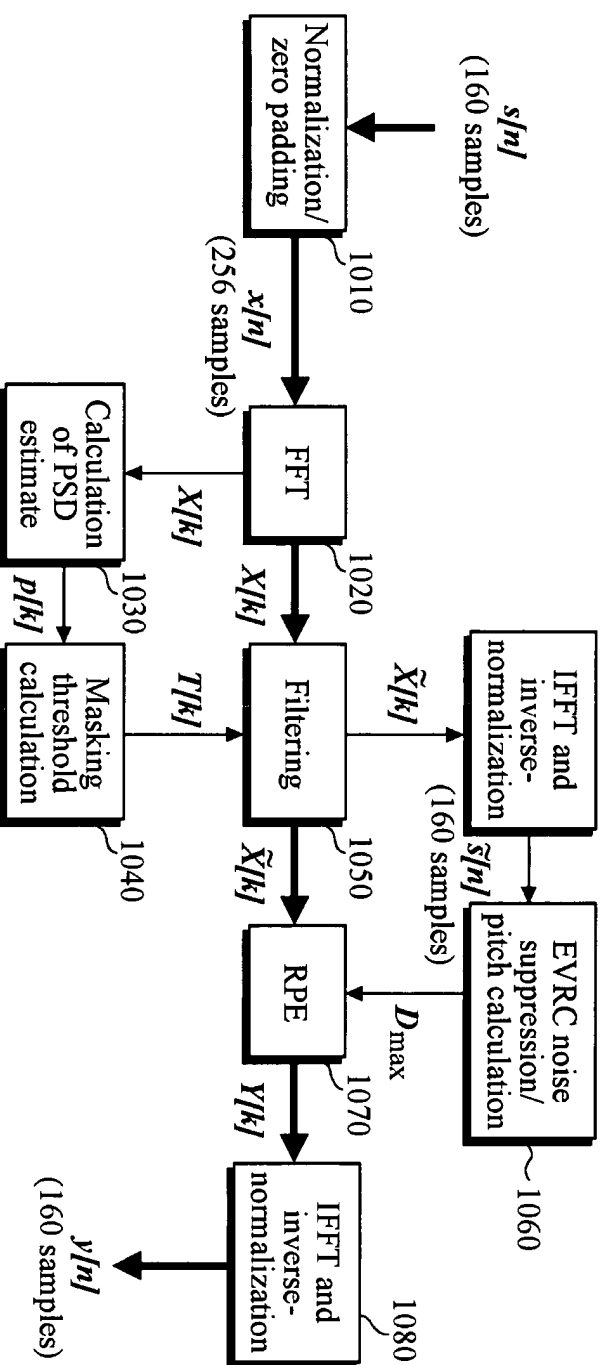 s[n]
(160 samples)
Normalization/
zero padding
1010
x[n]
(256 samples)
FFT
1020
X[k]
Calculation
of PSD
estimate
1030
p[k]
Masking
threshold
calculation
1040
T[k]
X[k]
Filtering
1050
X̃[k]
IFFT and
inverse-
normalization
s̃[n]
(160 samples)
EVRC noise
suppression/
pitch calculation
1060
D_max
X̃[k]
RPE
1070
Y[k]
IFFT and
inverse-
normalization
1080
y[n]
(160 samples)